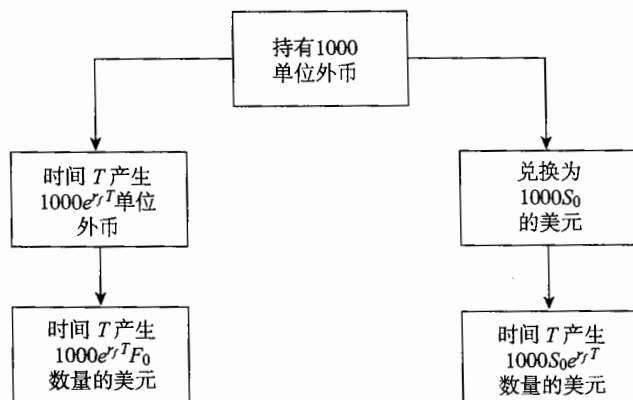 持有1000
单位外币
时间 T 产生
1000e^{r_f T}单位
外币
兑换为
1000S₀
的美元
时间 T 产生
1000e^{r_f T}F₀
数量的美元
时间 T 产生
1000S₀e^{r_f T}
数量的美元